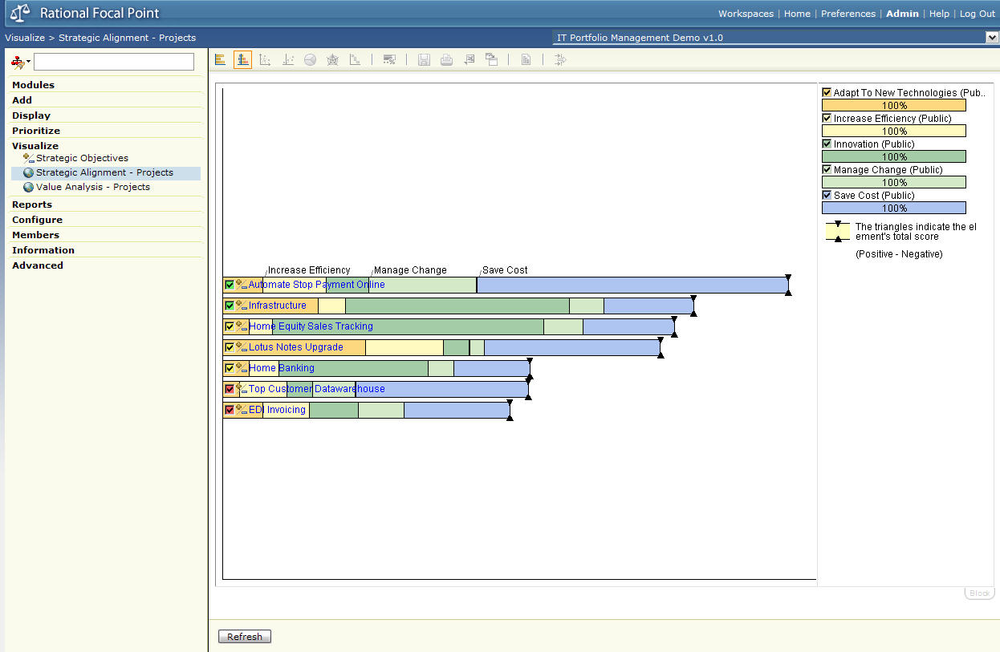 Rational Focal Point
Workspaces | Home | Preferences | Admin | Help | Log Out
Visualize > Strategic Alignment - Projects
IT Portfolio Management Demo v1.0
Modules
Add
Display
Prioritize
Visualize
Strategic Objectives
Strategic Alignment - Projects
Value Analysis - Projects
Reports
Configure
Members
Information
Advanced
Increase Efficiency
Manage Change
Save Cost
Automate Stop Payment Online
Infrastructure
Home Equity Sales Tracking
Lotus Notes Upgrade
Home Banking
Top Customer Datawarehouse
EDI Invoicing
Adapt To New Technologies (Pub..
100%
Increase Efficiency (Public)
100%
Innovation (Public)
100%
Manage Change (Public)
100%
Save Cost (Public)
100%
The triangles indicate the el
ement's total score
(Positive - Negative)
Block
Refresh